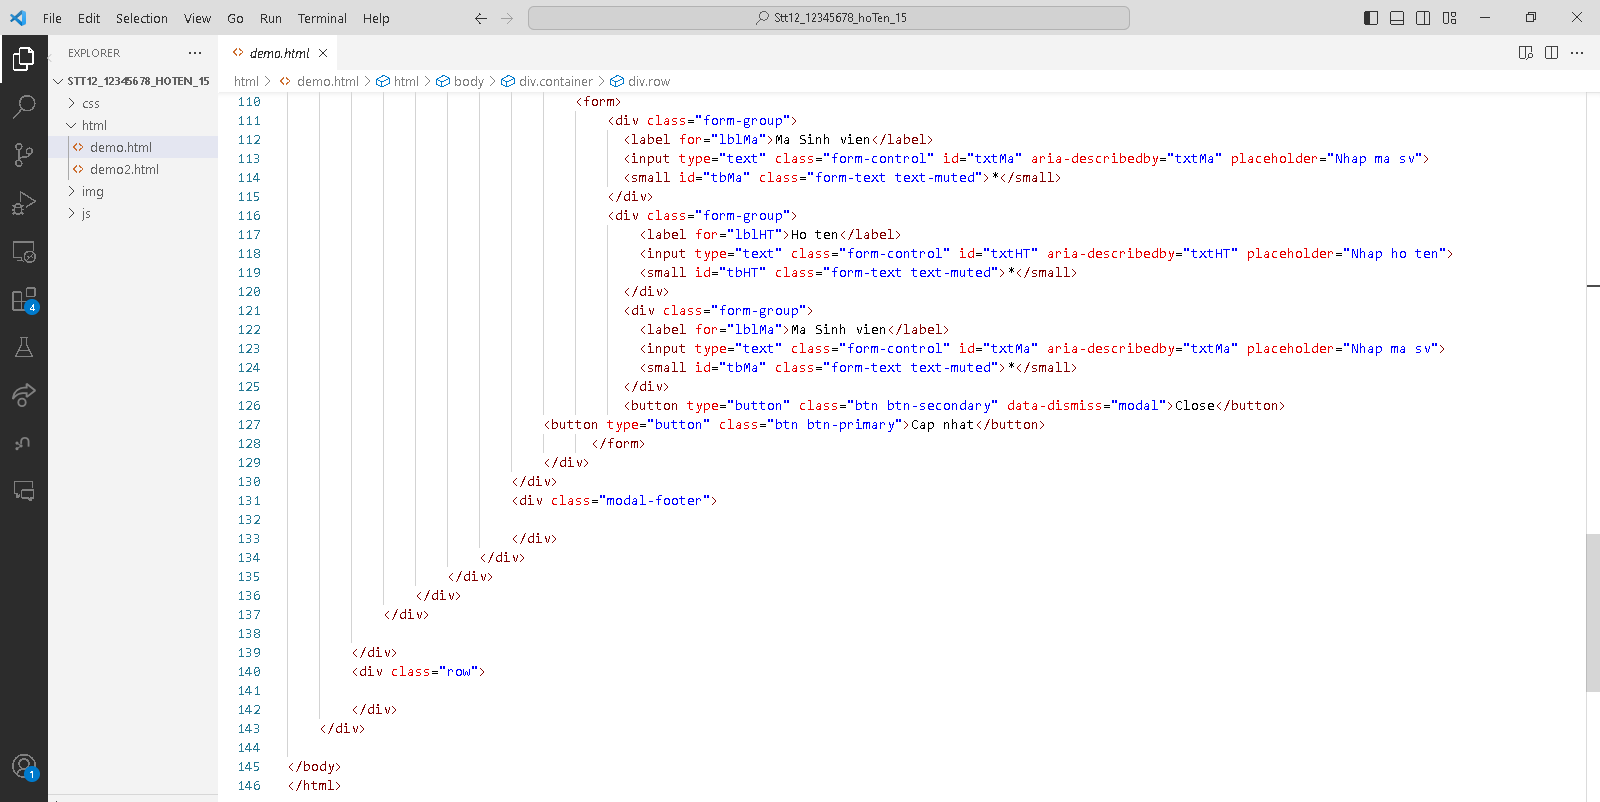 File Edit Selection View Go Run Terminal Help
Stt12_12345678_hoTen_15
EXPLORER
STT12_12345678_HOTEN_15
css
html
demo.html
demo2.html
img
js
4
1
demo.html
html > demo.html > html > body > div.container > div.row
110 <form>
111 <div class="form-group">
112 <label for="lblMa">Ma Sinh vien</label>
113 <input type="text" class="form-control" id="txtMa" aria-describedby="txtMa" placeholder="Nhap ma sv">
114 <small id="tbMa" class="form-text text-muted">*</small>
115 </div>
116 <div class="form-group">
117 <label for="lblHT">Ho ten</label>
118 <input type="text" class="form-control" id="txtHT" aria-describedby="txtHT" placeholder="Nhap ho ten">
119 <small id="tbHT" class="form-text text-muted">*</small>
120 </div>
121 <div class="form-group">
122 <label for="lblMa">Ma Sinh vien</label>
123 <input type="text" class="form-control" id="txtMa" aria-describedby="txtMa" placeholder="Nhap ma sv">
124 <small id="tbMa" class="form-text text-muted">*</small>
125 </div>
126 <button type="button" class="btn btn-secondary" data-dismiss="modal">Close</button>
127 <button type="button" class="btn btn-primary">Cap nhat</button>
128 </form>
129 </div>
130 </div>
131 <div class="modal-footer">
132
133 </div>
134 </div>
135 </div>
136 </div>
137 </div>
138
139 </div>
140 <div class="row">
141
142 </div>
143 </div>
144
145 </body>
146 </html>